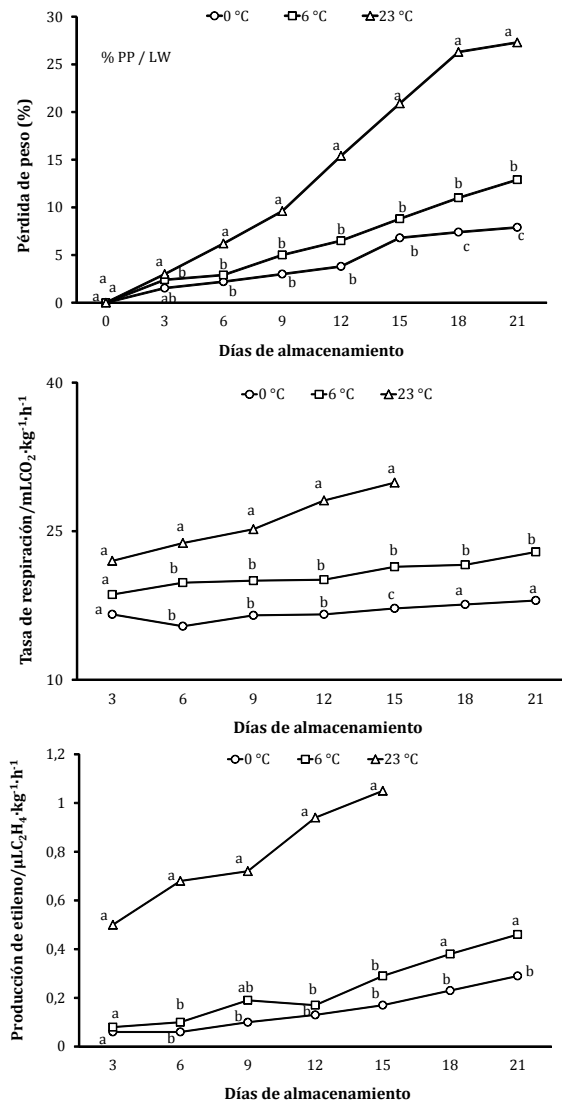 0 °C 6 °C 23 °C
% PP / LW
Pérdida de peso (%)
30
25
20
15
10
5
0
a a a a a a a a
a b b b b b b b
a ab b b b b c c
0 3 6 9 12 15 18 21
Días de almacenamiento
0 °C 6 °C 23 °C
Tasa de respiración/mLCO₂·kg⁻¹·h⁻¹
40
25
10
a a a a a
a b b b b b b
a b b b c a a
3 6 9 12 15 18 21
Días de almacenamiento
0 °C 6 °C 23 °C
Producción de etileno/µLC₂H₄·kg⁻¹·h⁻¹
1,2
1
0,8
0,6
0,4
0,2
0
a a a a a
a b ab b b a a
a b b b b b b
3 6 9 12 15 18 21
Días de almacenamiento